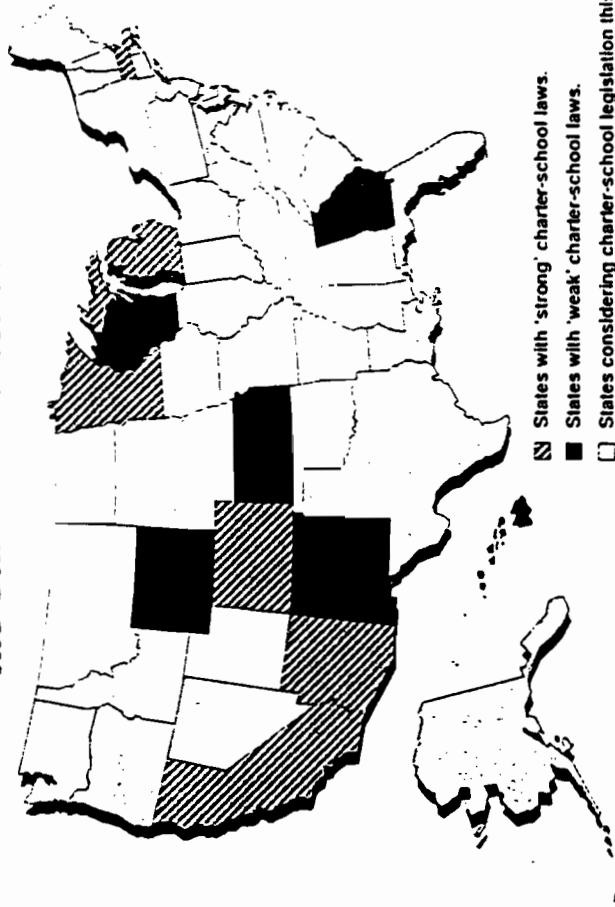 States with 'strong' charter-school laws.
States with 'weak' charter-school laws.
States considering charter-school legislation